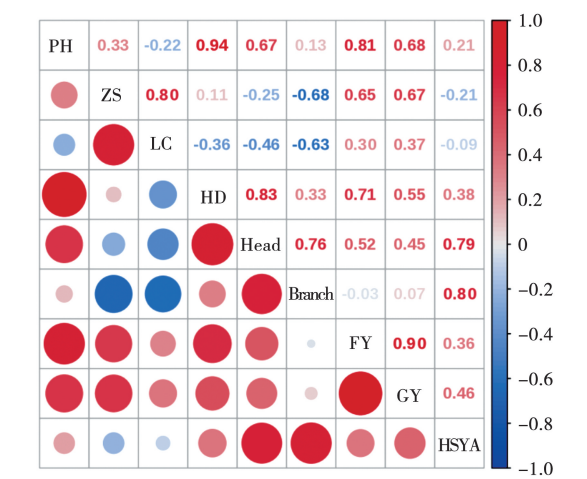 PH 0.33 -0.22 0.94 0.67 0.13 0.81 0.68 0.21
ZS 0.80 0.11 -0.25 -0.68 0.65 0.67 -0.21
LC -0.36 -0.46 -0.63 0.30 0.37 -0.09
HD 0.83 0.33 0.71 0.55 0.38
Head 0.76 0.52 0.45 0.79
Branch -0.03 0.07 0.80
FY 0.90 0.36
GY 0.46
HSYA
1.0
0.8
0.6
0.4
0.2
0
−0.2
−0.4
−0.6
−0.8
−1.0